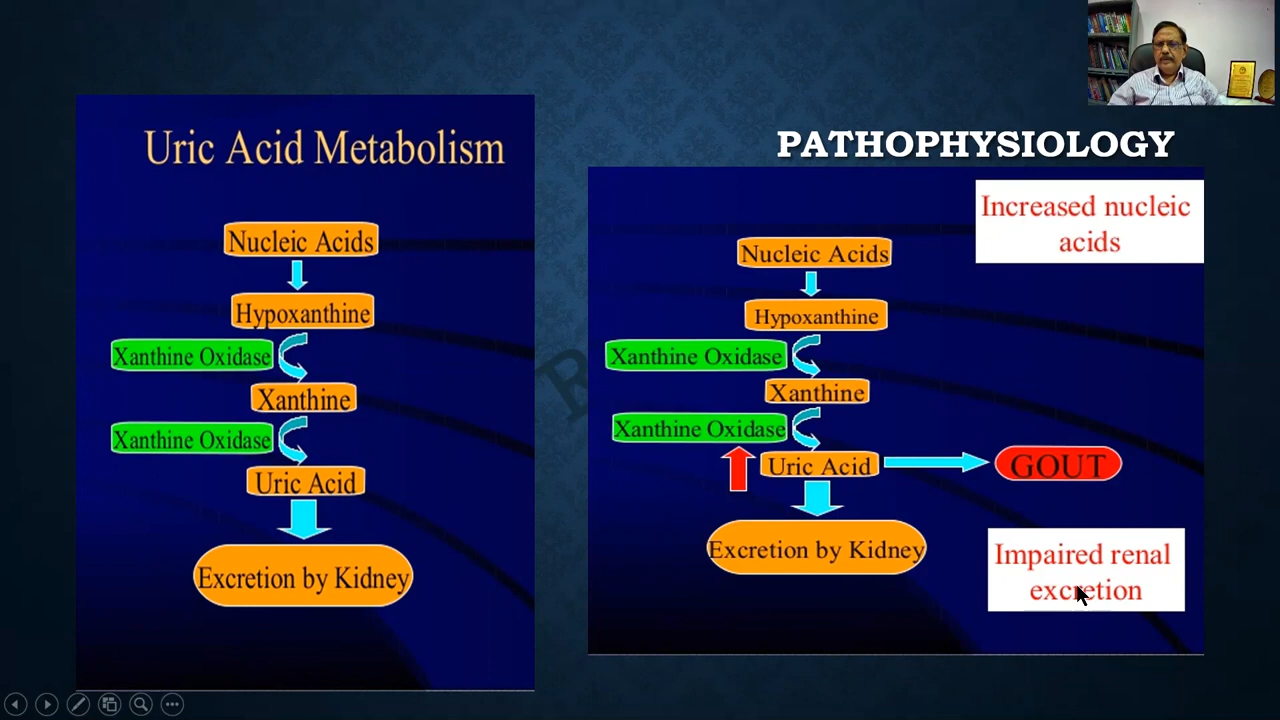 Uric Acid Metabolism
Nucleic Acids
Hypoxanthine
Xanthine Oxidase
Xanthine
Xanthine Oxidase
Uric Acid
Excretion by Kidney
PATHOPHYSIOLOGY
Increased nucleic
acids
Nucleic Acids
Hypoxanthine
Xanthine Oxidase
Xanthine
Xanthine Oxidase
Uric Acid
GOUT
Excretion by Kidney
Impaired renal
excretion